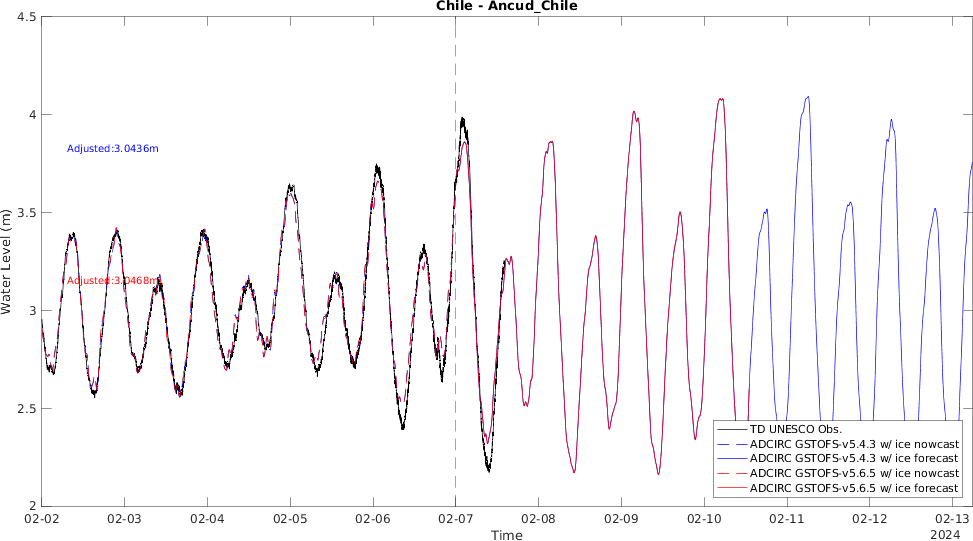 Chile - Ancud_Chile
4.5
4
3.5
3
2.5
2
Water Level (m)
Adjusted:3.0436m
Adjusted:3.0468m
TD UNESCO Obs.
ADCIRC GSTOFS-v5.4.3 w/ ice nowcast
ADCIRC GSTOFS-v5.4.3 w/ ice forecast
ADCIRC GSTOFS-v5.6.5 w/ ice nowcast
ADCIRC GSTOFS-v5.6.5 w/ ice forecast
02-02 02-03 02-04 02-05 02-06 02-07 02-08 02-09 02-10 02-11 02-12 02-13
Time
2024